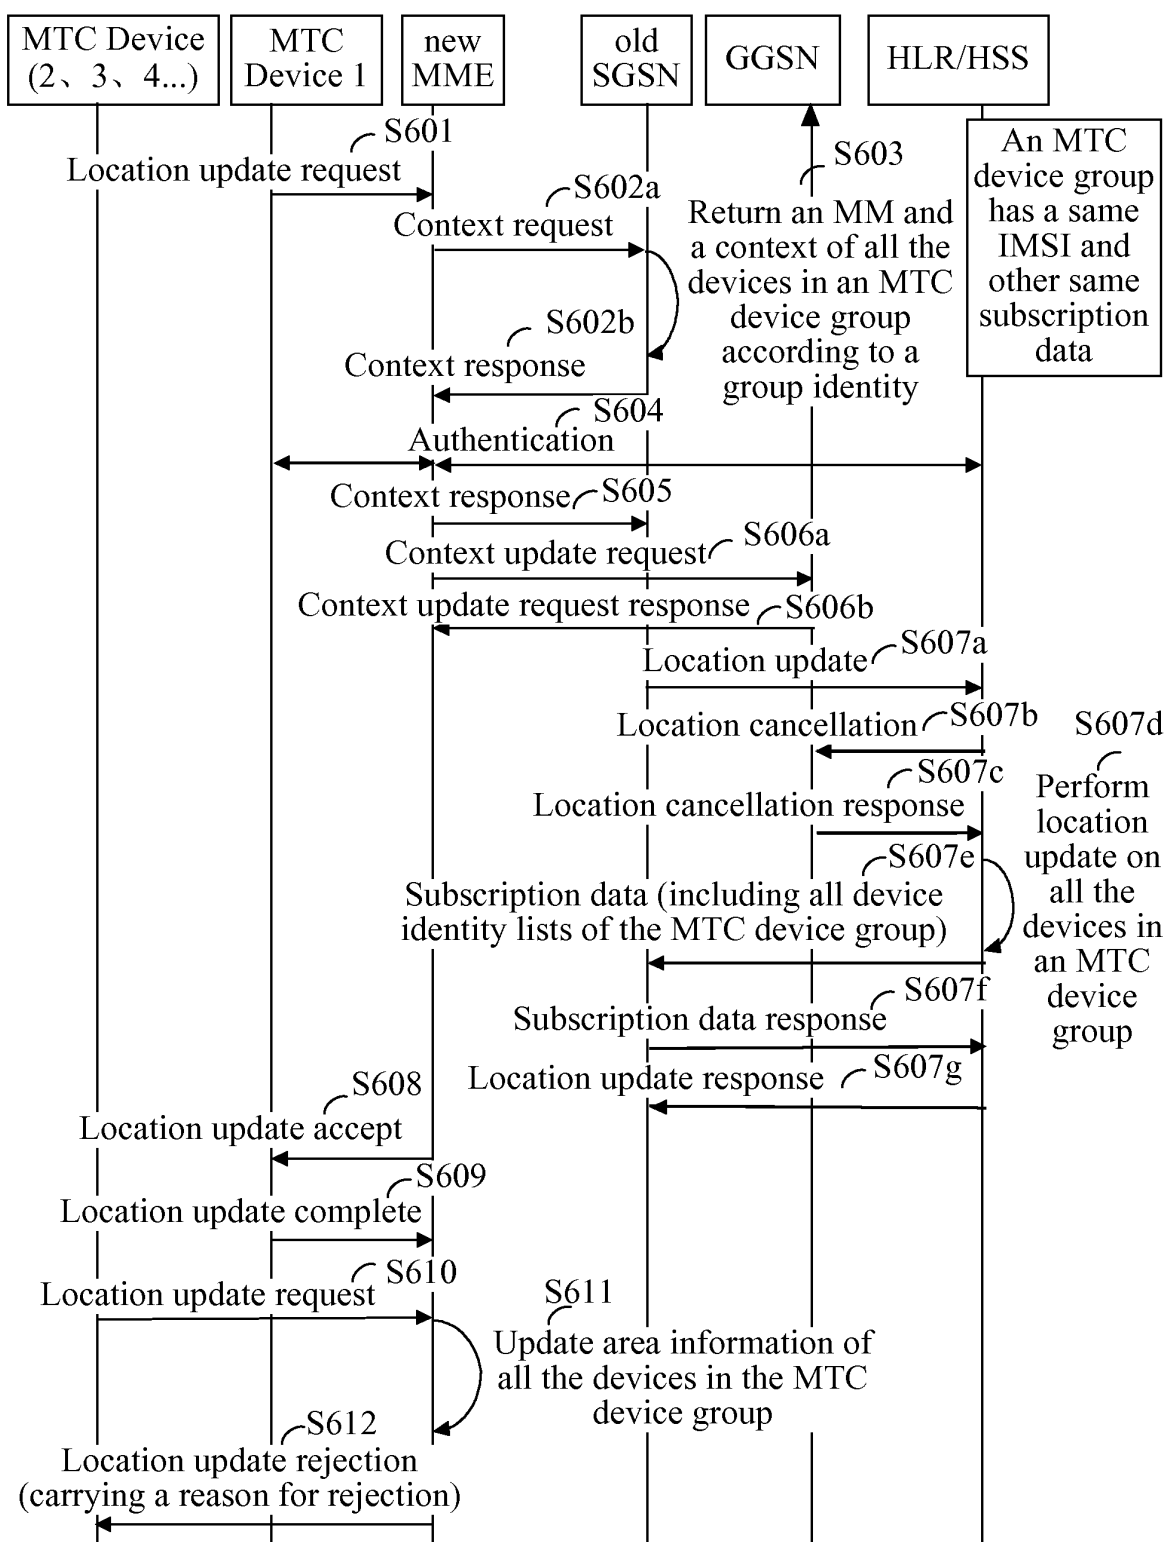 MTC Device
(2、3、4...)
MTC
Device 1
new
MME
old
SGSN
GGSN
HLR/HSS
An MTC
device group
has a same
IMSI and
other same
subscription
data
S601
Location update request
S602a
Context request
S603
Return an MM and
a context of all the
devices in an MTC
device group
according to a
group identity
S602b
Context response
S604
Authentication
Context response
S605
Context update request
S606a
Context update request response
S606b
Location update
S607a
Location cancellation
S607b
S607c
Location cancellation response
S607d
Perform
location
update on
all the
devices in
an MTC
device
group
S607e
Subscription data (including all device
identity lists of the MTC device group)
S607f
Subscription data response
Location update response
S607g
S608
Location update accept
S609
Location update complete
S610
Location update request
S611
Update area information of
all the devices in the MTC
device group
S612
Location update rejection
(carrying a reason for rejection)